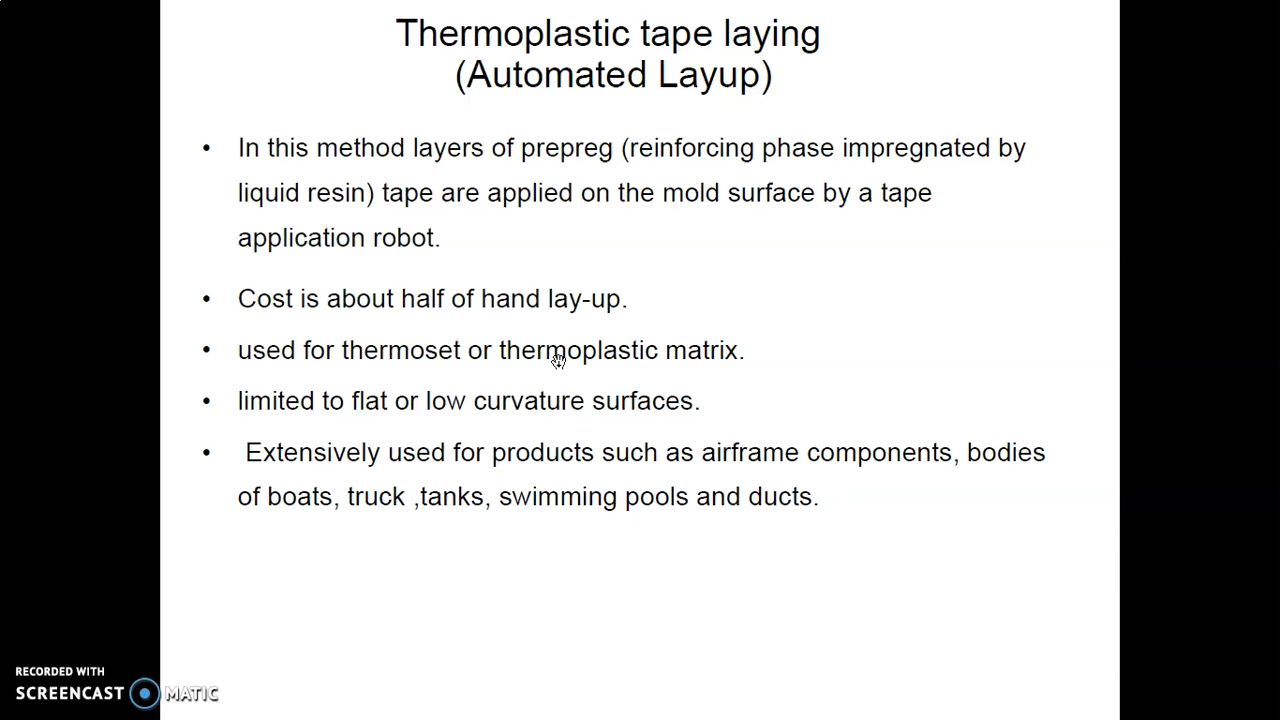 Thermoplastic tape laying
(Automated Layup)
• In this method layers of prepreg (reinforcing phase impregnated by
liquid resin) tape are applied on the mold surface by a tape
application robot.
• Cost is about half of hand lay-up.
• used for thermoset or thermoplastic matrix.
• limited to flat or low curvature surfaces.
• Extensively used for products such as airframe components, bodies
of boats, truck ,tanks, swimming pools and ducts.
RECORDED WITH
SCREENCAST MATIC